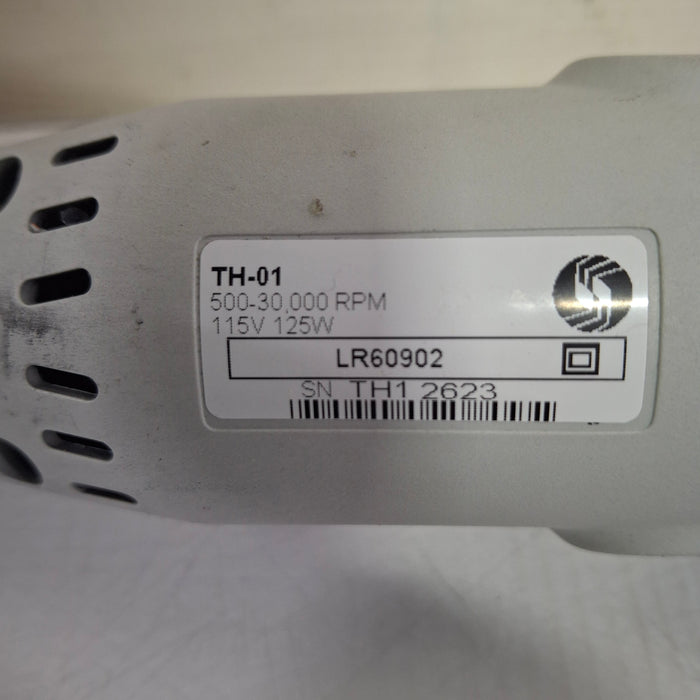 TH-01
500-30,000 RPM
115V 125W
LR60902
SN TH1 2623